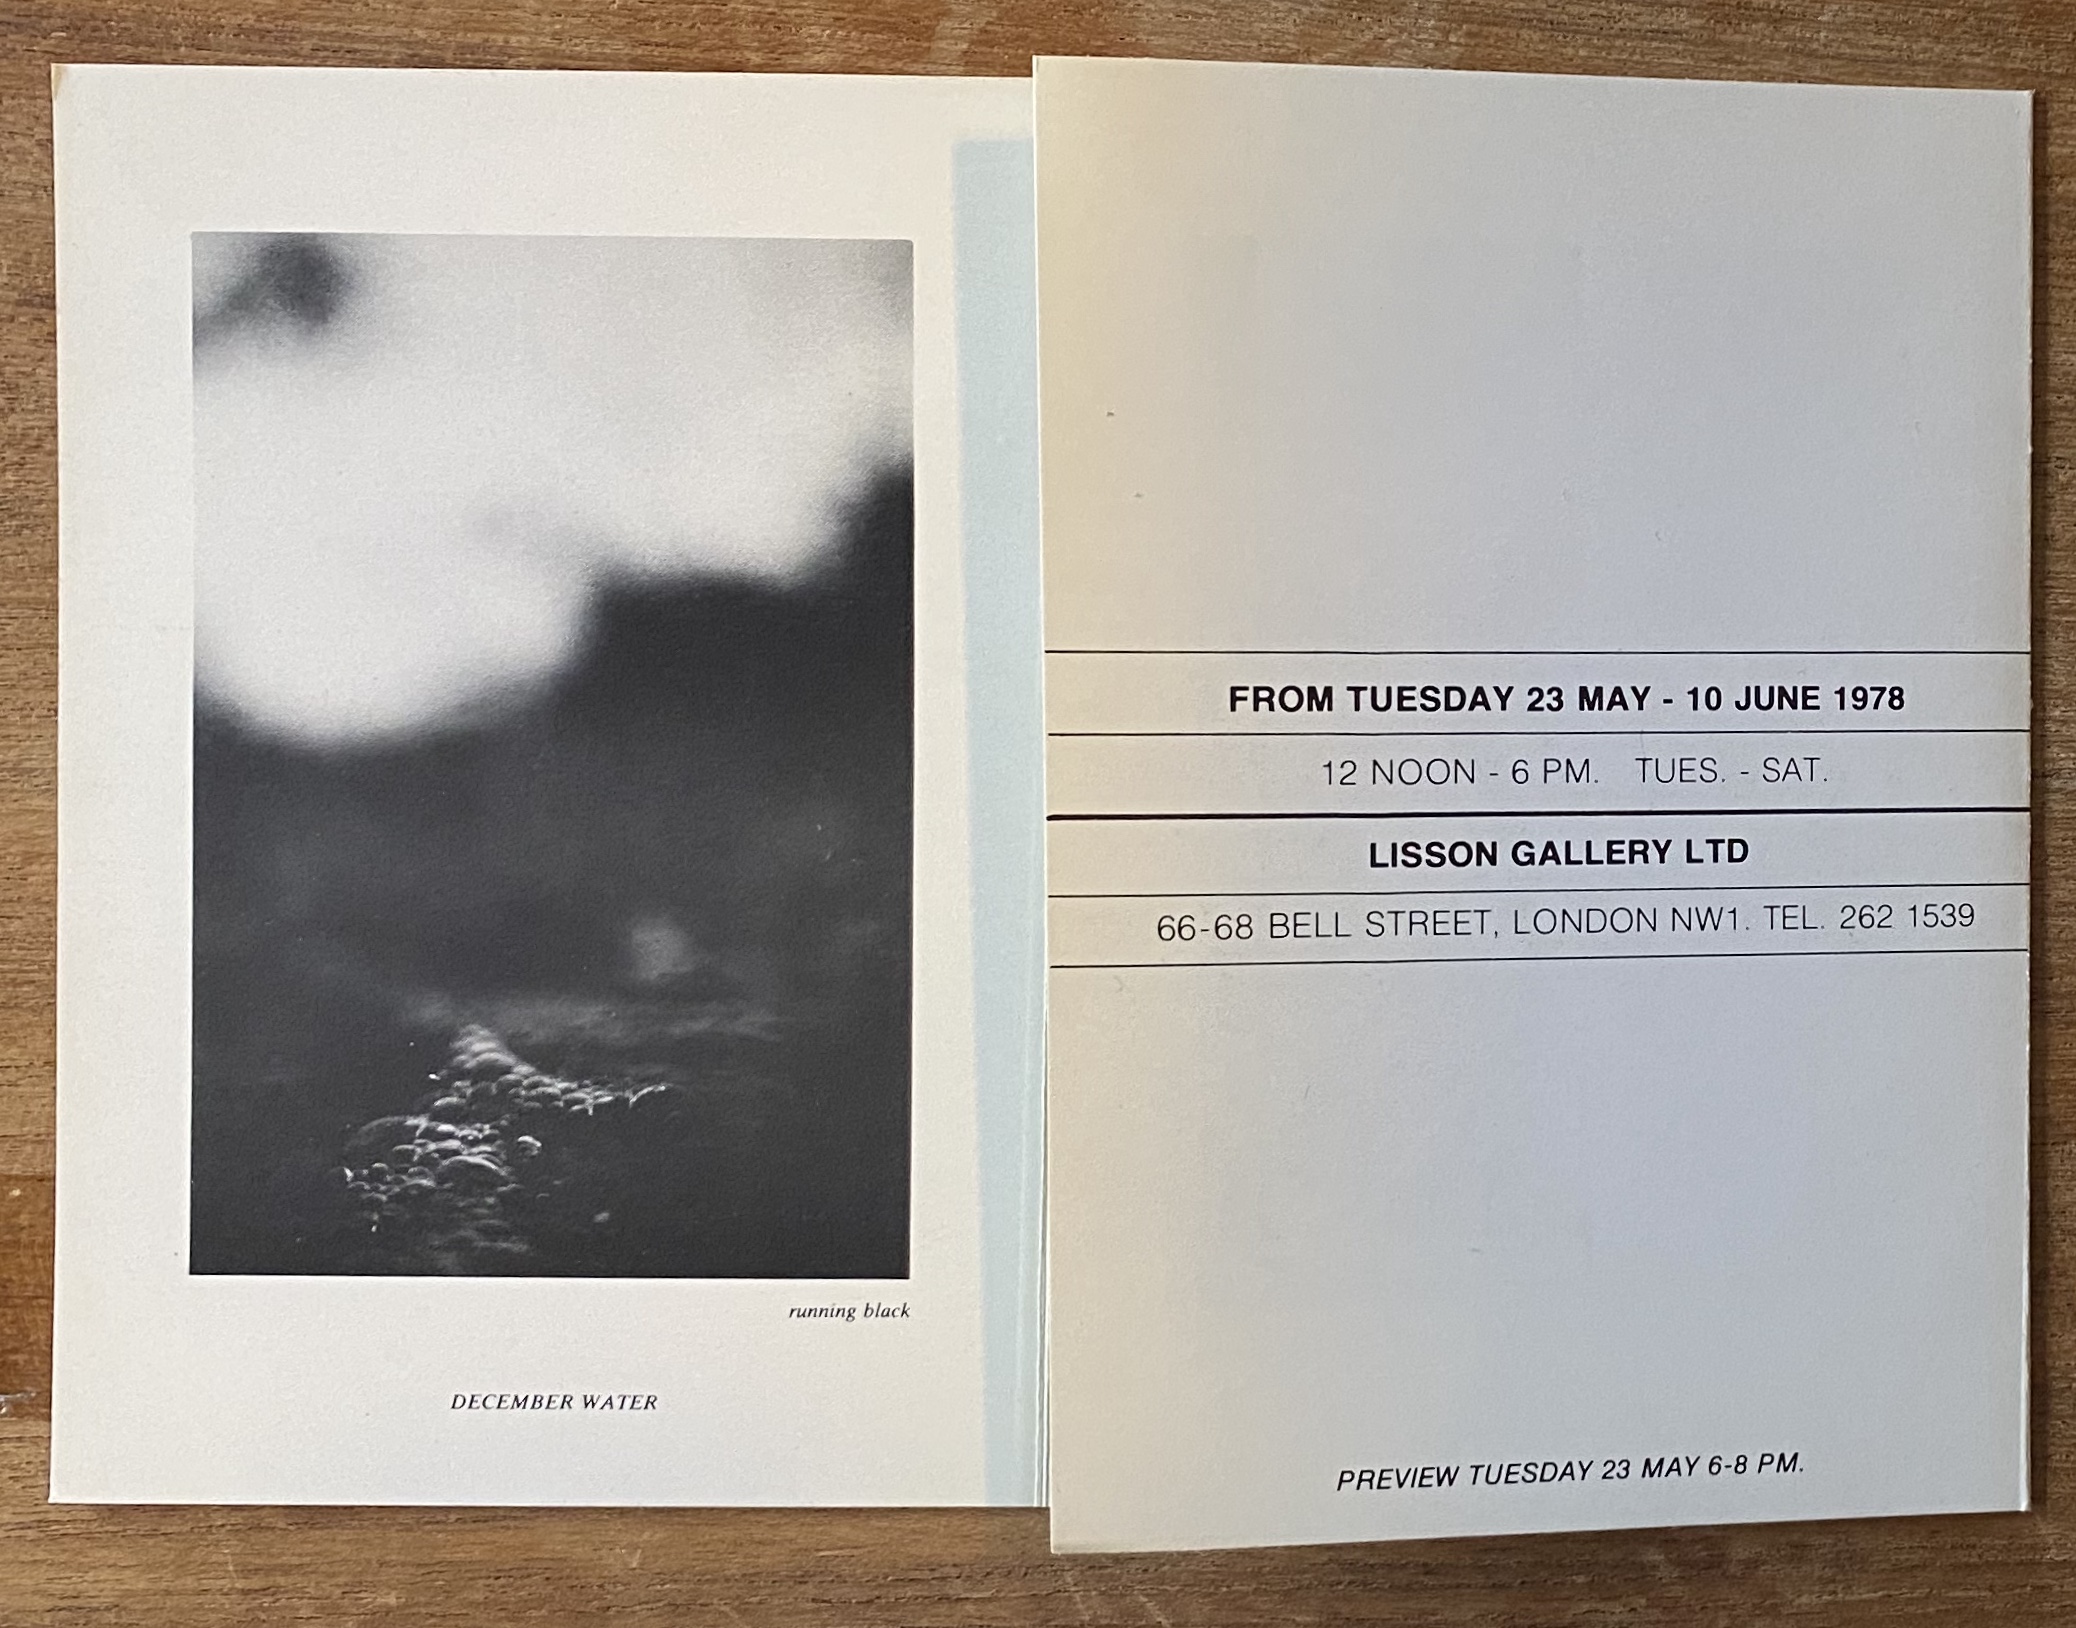 running black
DECEMBER WATER
FROM TUESDAY 23 MAY - 10 JUNE 1978
12 NOON - 6 PM. TUES. - SAT.
LISSON GALLERY LTD
66-68 BELL STREET, LONDON NW1. TEL. 262 1539
PREVIEW TUESDAY 23 MAY 6-8 PM.